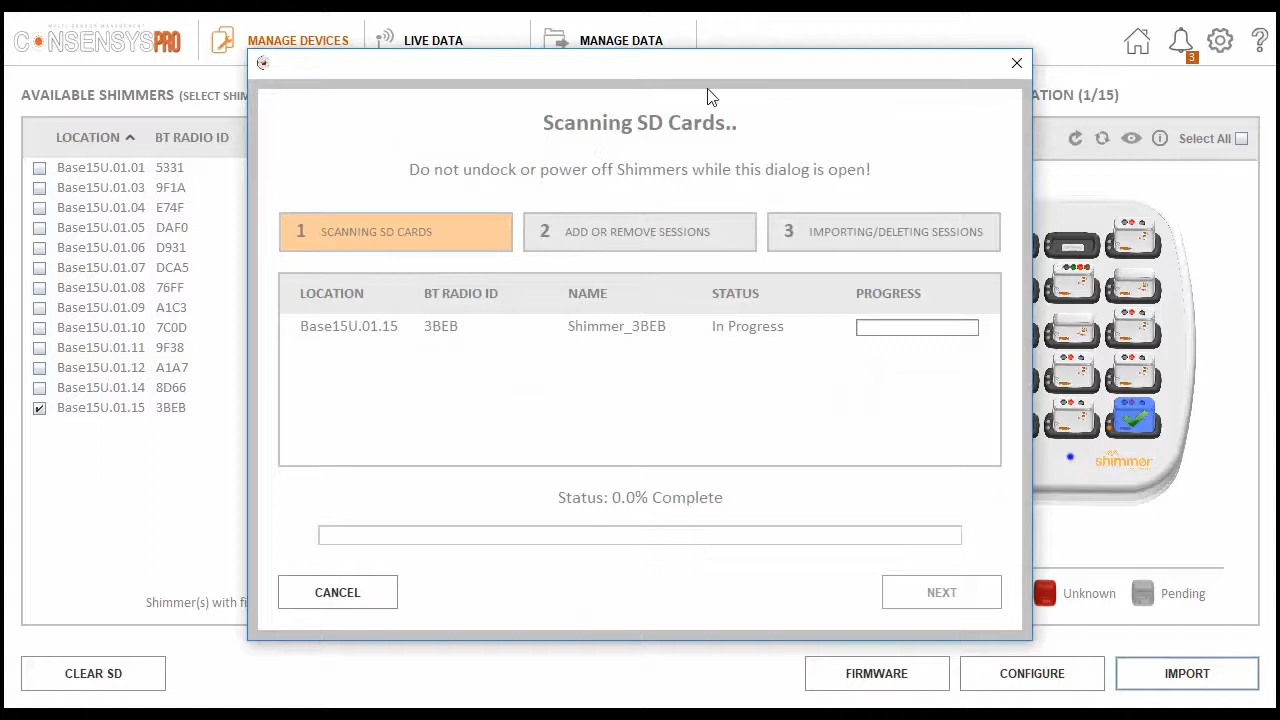 MULTI SENSOR MANAGEMENT
CONSENSYSPRO
MANAGE DEVICES
LIVE DATA
MANAGE DATA
3
AVAILABLE SHIMMERS (SELECT SHIM
ATION (1/15)
LOCATION BT RADIO ID
Select All
Base15U.01.01 5331
Base15U.01.03 9F1A
Base15U.01.04 E74F
Base15U.01.05 DAF0
Base15U.01.06 D931
Base15U.01.07 DCA5
Base15U.01.08 76FF
Base15U.01.09 A1C3
Base15U.01.10 7C0D
Base15U.01.11 9F38
Base15U.01.12 A1A7
Base15U.01.14 8D66
Base15U.01.15 3BEB
Shimmer(s) with fi
Scanning SD Cards..
Do not undock or power off Shimmers while this dialog is open!
1 SCANNING SD CARDS
2 ADD OR REMOVE SESSIONS
3 IMPORTING/DELETING SESSIONS
LOCATION BT RADIO ID NAME STATUS PROGRESS
Base15U.01.15 3BEB Shimmer_3BEB In Progress
Status: 0.0% Complete
CANCEL
NEXT
shimmer
Unknown
Pending
CLEAR SD
FIRMWARE
CONFIGURE
IMPORT